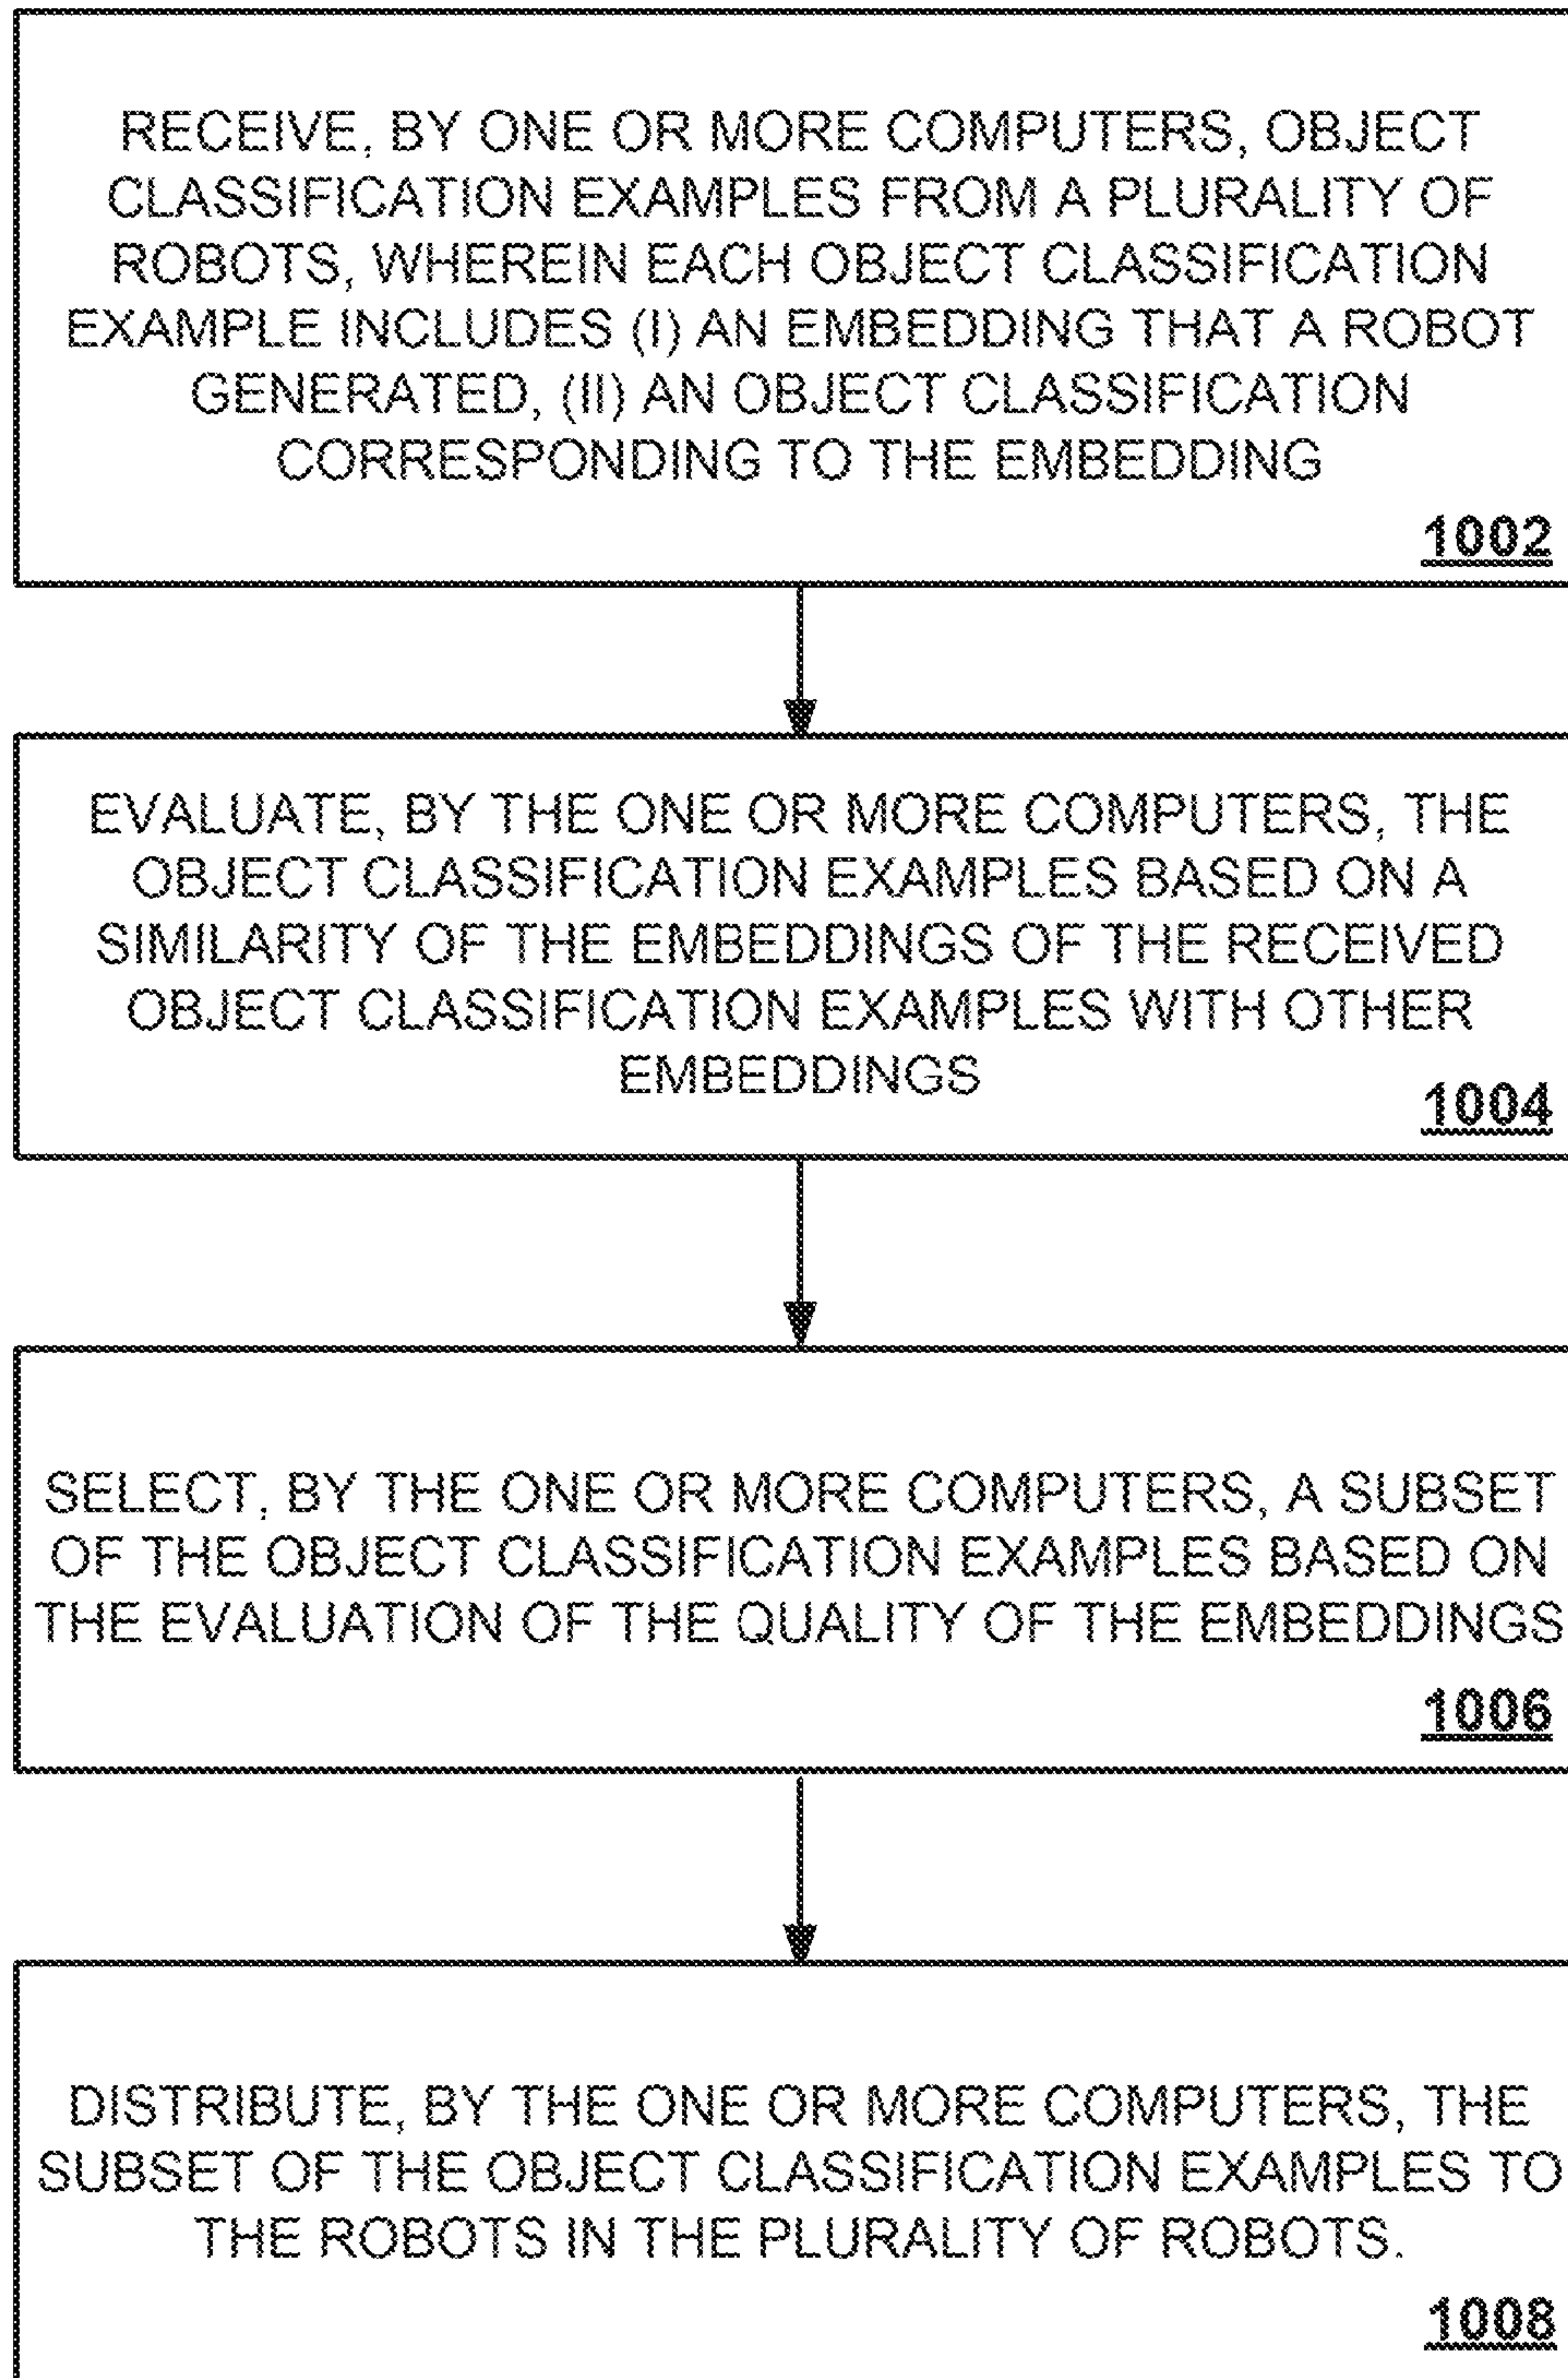 RECEIVE, BY ONE OR MORE COMPUTERS, OBJECT
CLASSIFICATION EXAMPLES FROM A PLURALITY OF
ROBOTS, WHEREIN EACH OBJECT CLASSIFICATION
EXAMPLE INCLUDES (I) AN EMBEDDING THAT A ROBOT
GENERATED, (II) AN OBJECT CLASSIFICATION
CORRESPONDING TO THE EMBEDDING
1002
EVALUATE, BY THE ONE OR MORE COMPUTERS, THE
OBJECT CLASSIFICATION EXAMPLES BASED ON A
SIMILARITY OF THE EMBEDDINGS OF THE RECEIVED
OBJECT CLASSIFICATION EXAMPLES WITH OTHER
EMBEDDINGS
1004
SELECT, BY THE ONE OR MORE COMPUTERS, A SUBSET
OF THE OBJECT CLASSIFICATION EXAMPLES BASED ON
THE EVALUATION OF THE QUALITY OF THE EMBEDDINGS
1006
DISTRIBUTE, BY THE ONE OR MORE COMPUTERS, THE
SUBSET OF THE OBJECT CLASSIFICATION EXAMPLES TO
THE ROBOTS IN THE PLURALITY OF ROBOTS.
1008